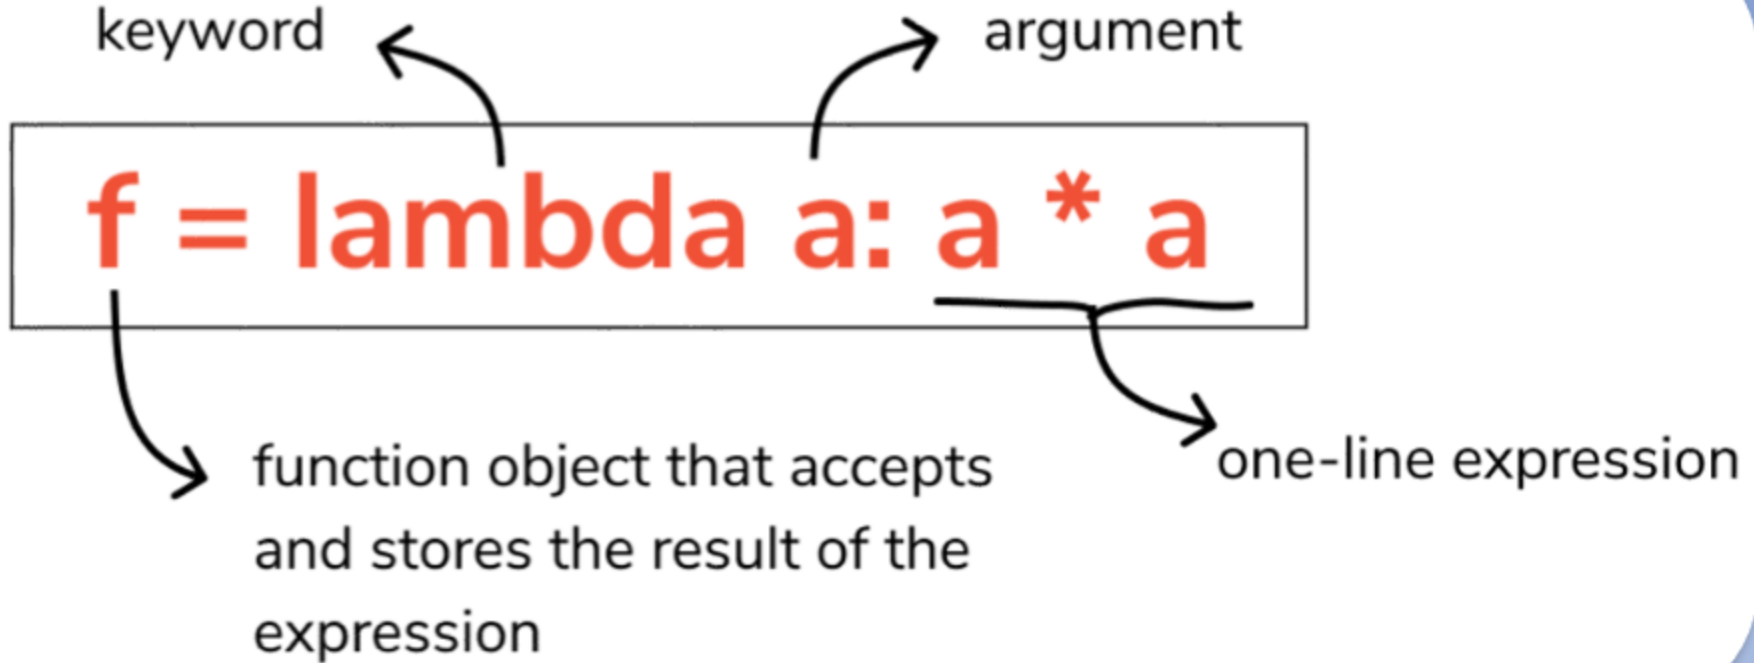 keyword
argument
f = lambda a: a * a
function object that accepts
and stores the result of the
expression
one-line expression